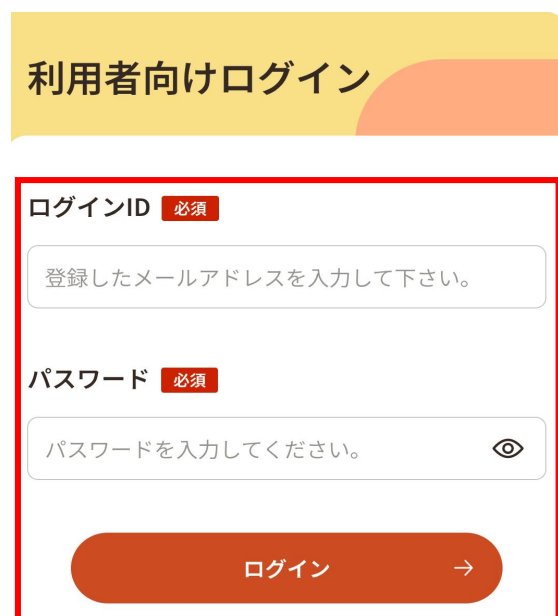 利用者向けログイン
ログインID 必須
登録したメールアドレスを入力して下さい。
パスワード 必須
パスワードを入力してください。
ログイン →